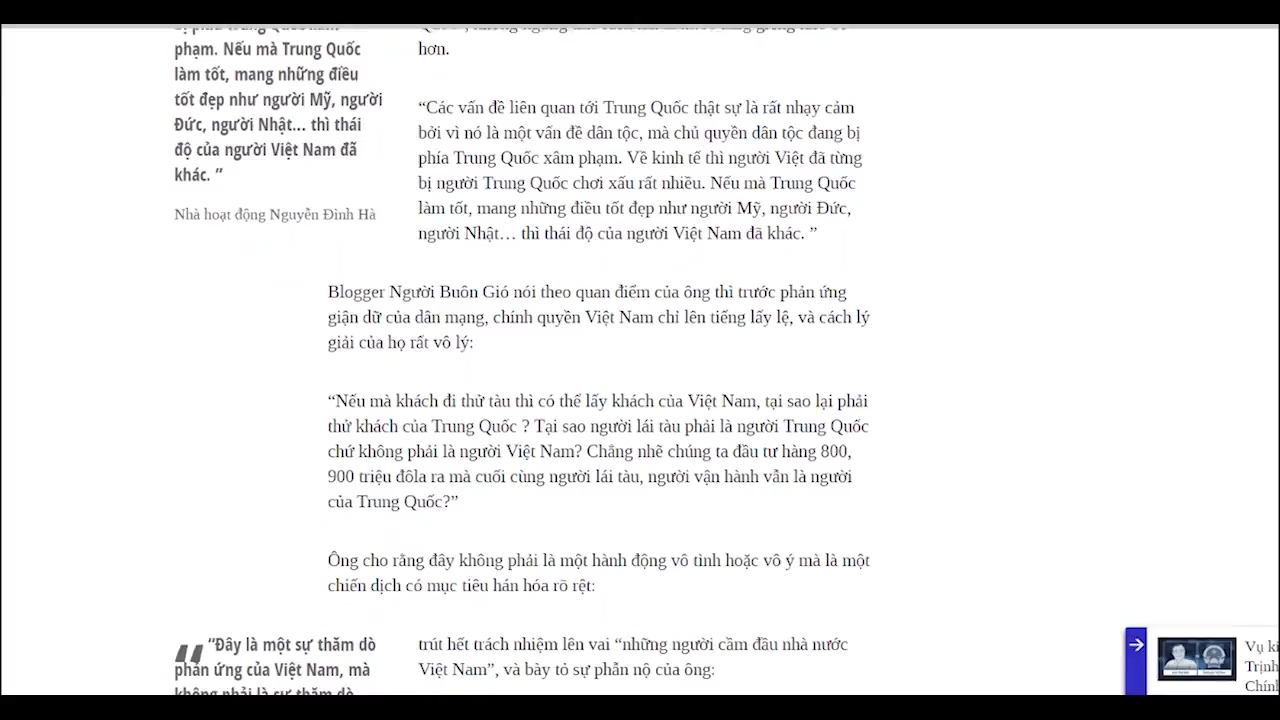 phạm. Nếu mà Trung Quốc
làm tốt, mang những điều
tốt đẹp như người Mỹ, người
Đức, người Nhật... thì thái
độ của người Việt Nam đã
khác. ”
Nhà hoạt động Nguyễn Đình Hà
hơn.
“Các vấn đề liên quan tới Trung Quốc thật sự là rất nhạy cảm
bởi vì nó là một vấn đề dân tộc, mà chủ quyền dân tộc đang bị
phía Trung Quốc xâm phạm. Về kinh tế thì người Việt đã từng
bị người Trung Quốc chơi xấu rất nhiều. Nếu mà Trung Quốc
làm tốt, mang những điều tốt đẹp như người Mỹ, người Đức,
người Nhật… thì thái độ của người Việt Nam đã khác. ”
Blogger Người Buôn Gió nói theo quan điểm của ông thì trước phản ứng
giận dữ của dân mạng, chính quyền Việt Nam chỉ lên tiếng lấy lệ, và cách lý
giải của họ rất vô lý:
“Nếu mà khách đi thử tàu thì có thể lấy khách của Việt Nam, tại sao lại phải
thử khách của Trung Quốc ? Tại sao người lái tàu phải là người Trung Quốc
chứ không phải là người Việt Nam? Chẳng nhẽ chúng ta đầu tư hàng 800,
900 triệu đôla ra mà cuối cùng người lái tàu, người vận hành vẫn là người
của Trung Quốc?”
Ông cho rằng đây không phải là một hành động vô tình hoặc vô ý mà là một
chiến dịch có mục tiêu hán hóa rõ rệt:
“Đây là một sự thăm dò
phản ứng của Việt Nam, mà
không phải là sự thăm dò
trút hết trách nhiệm lên vai “những người cầm đầu nhà nước
Việt Nam”, và bày tỏ sự phẫn nộ của ông:
Vụ ki
Trịnh
Chính